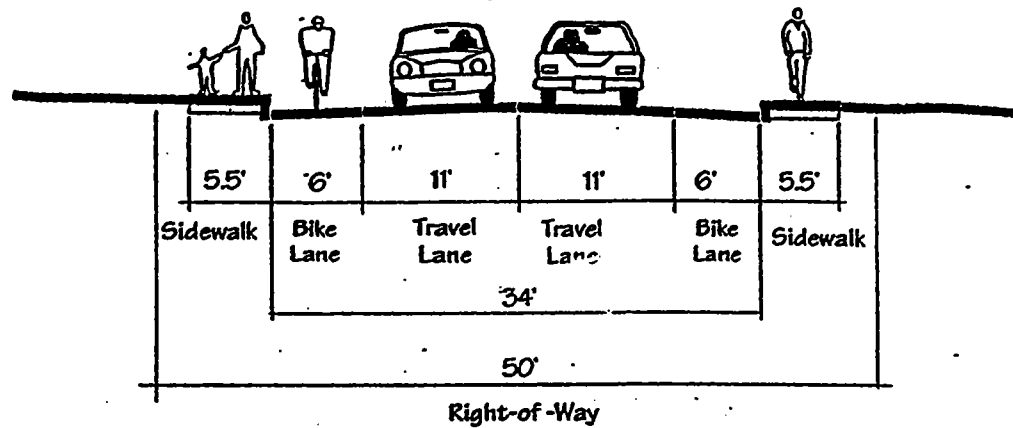 5.5' 6' 11' 11' 6' 5.5'
Sidewalk Bike Lane Travel Lane Travel Lane Bike Lane Sidewalk
34'
50'
Right-of-Way